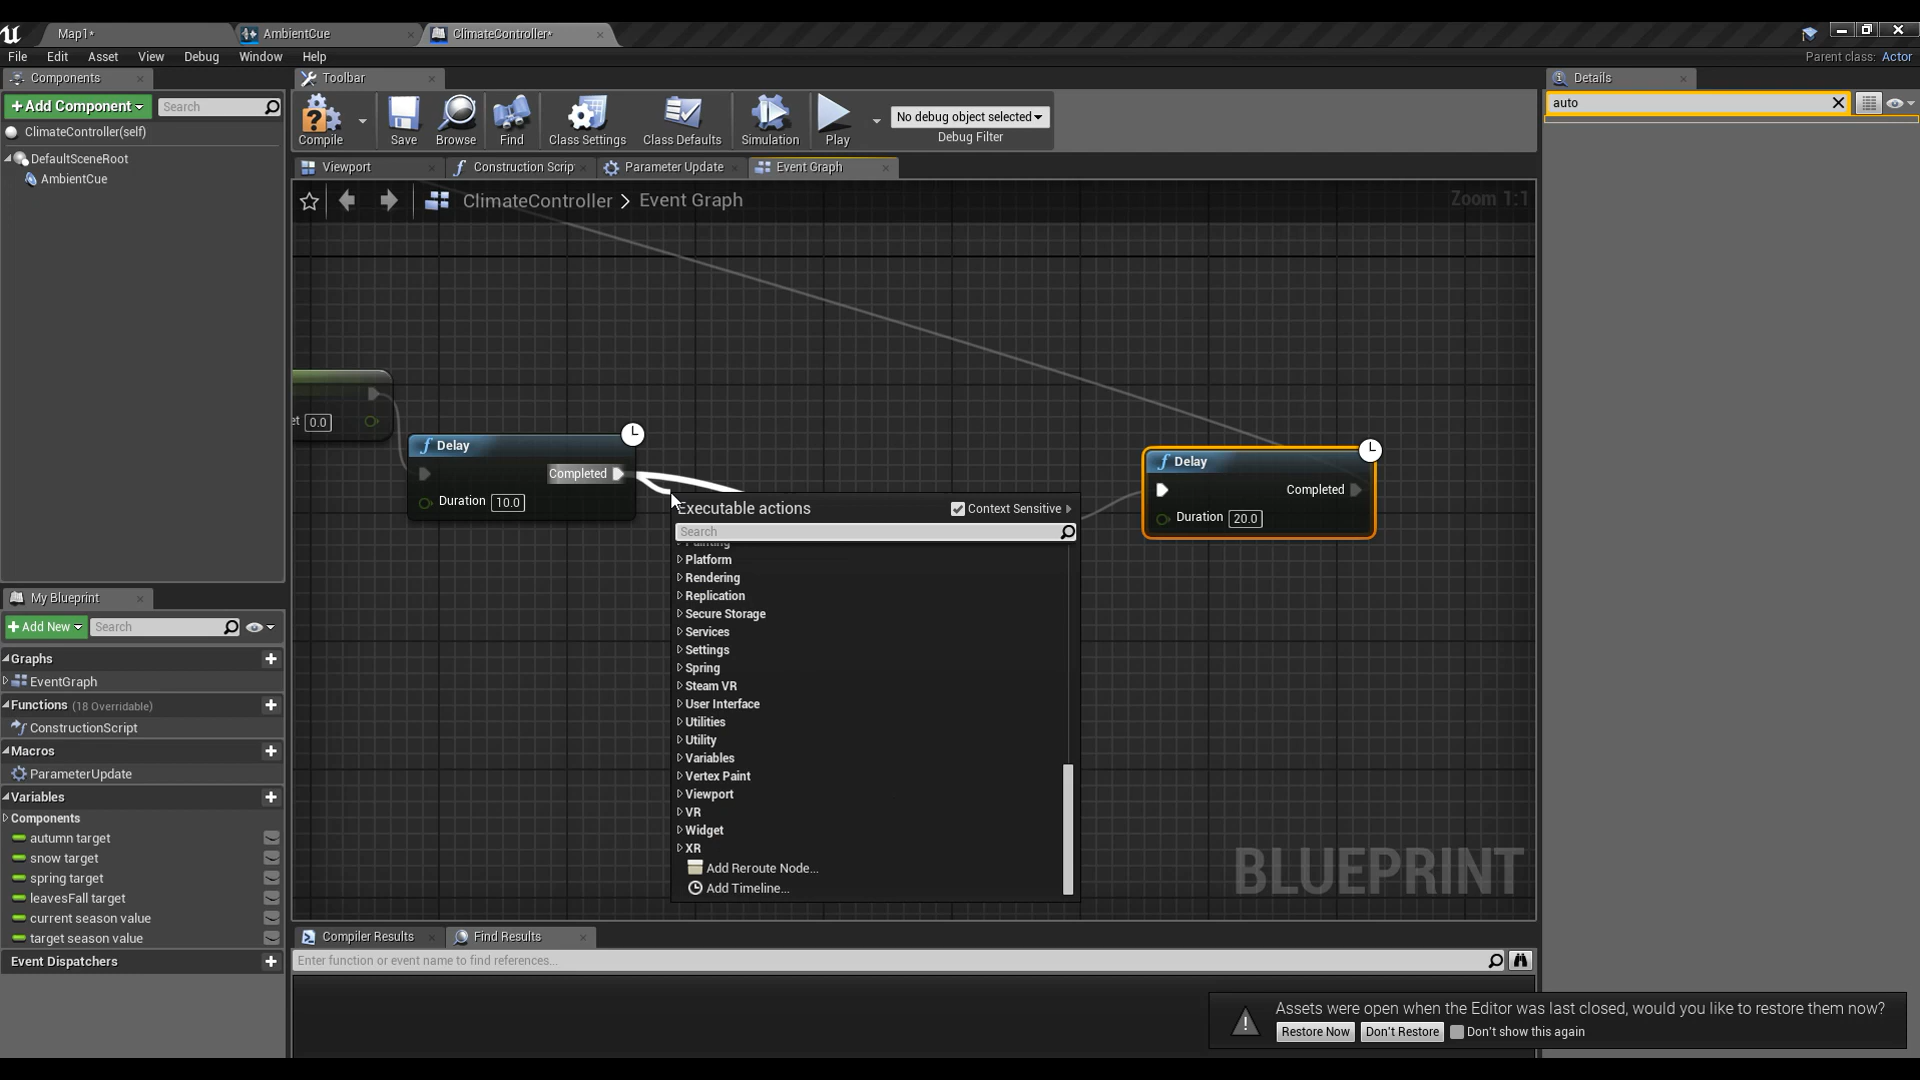 Map1*
AmbientCue
ClimateController*
File Edit Asset View Debug Window Help
Parent class: Actor
Components
Toolbar
Details
Add Component
Search
auto
ClimateController(self)
DefaultSceneRoot
AmbientCue
Compile
Save
Browse
Find
Class Settings
Class Defaults
Simulation
Play
No debug object selected
Debug Filter
Viewport
Construction Scrip
Parameter Update
Event Graph
ClimateController > Event Graph
Zoom 1:1
0.0
Delay
Completed
Duration 10.0
Delay
Completed
Duration 20.0
Executable actions
Context Sensitive
Search
Painting
Platform
Rendering
Replication
Secure Storage
Services
Settings
Spring
Steam VR
User Interface
Utilities
Utility
Variables
Vertex Paint
Viewport
VR
Widget
XR
Add Reroute Node...
Add Timeline...
BLUEPRINT
My Blueprint
Add New
Search
Graphs
EventGraph
Functions (18 Overridable)
ConstructionScript
Macros
ParameterUpdate
Variables
Components
autumn target
snow target
spring target
leavesFall target
current season value
target season value
Event Dispatchers
Compiler Results
Find Results
Enter function or event name to find references...
Assets were open when the Editor was last closed, would you like to restore them now?
Restore Now
Don't Restore
Don't show this again